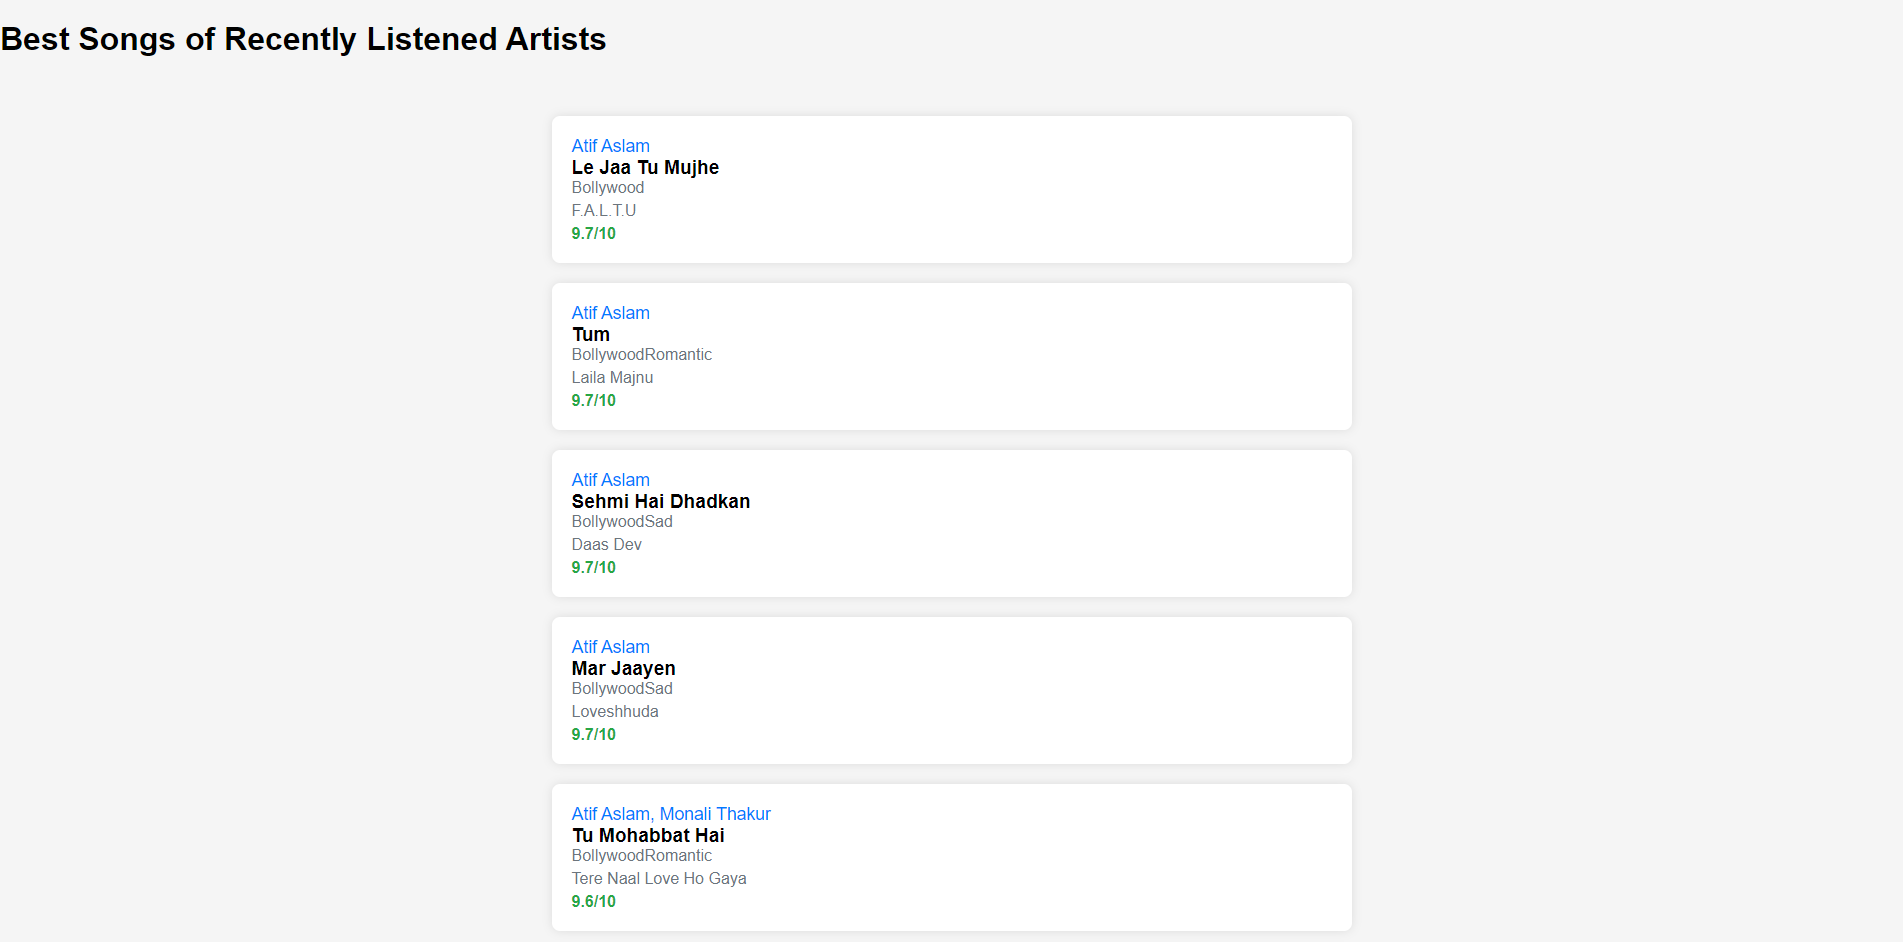 Best Songs of Recently Listened Artists
Atif Aslam
Le Jaa Tu Mujhe
Bollywood
F.A.L.T.U
9.7/10
Atif Aslam
Tum
BollywoodRomantic
Laila Majnu
9.7/10
Atif Aslam
Sehmi Hai Dhadkan
BollywoodSad
Daas Dev
9.7/10
Atif Aslam
Mar Jaayen
BollywoodSad
Loveshhuda
9.7/10
Atif Aslam, Monali Thakur
Tu Mohabbat Hai
BollywoodRomantic
Tere Naal Love Ho Gaya
9.6/10